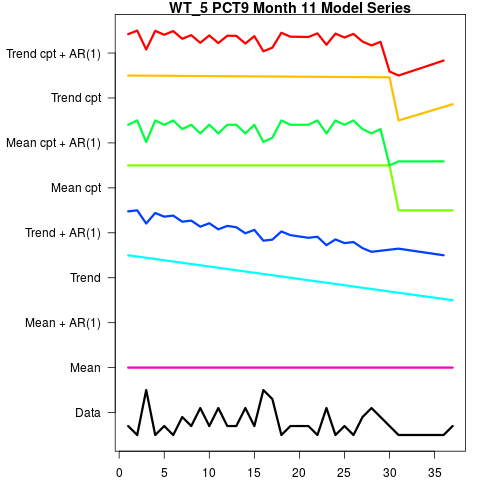 WT_5 PCT9 Month 11 Model Series
Trend cpt + AR(1)
Trend cpt
Mean cpt + AR(1)
Mean cpt
Trend + AR(1)
Trend
Mean + AR(1)
Mean
Data
0 5 10 15 20 25 30 35